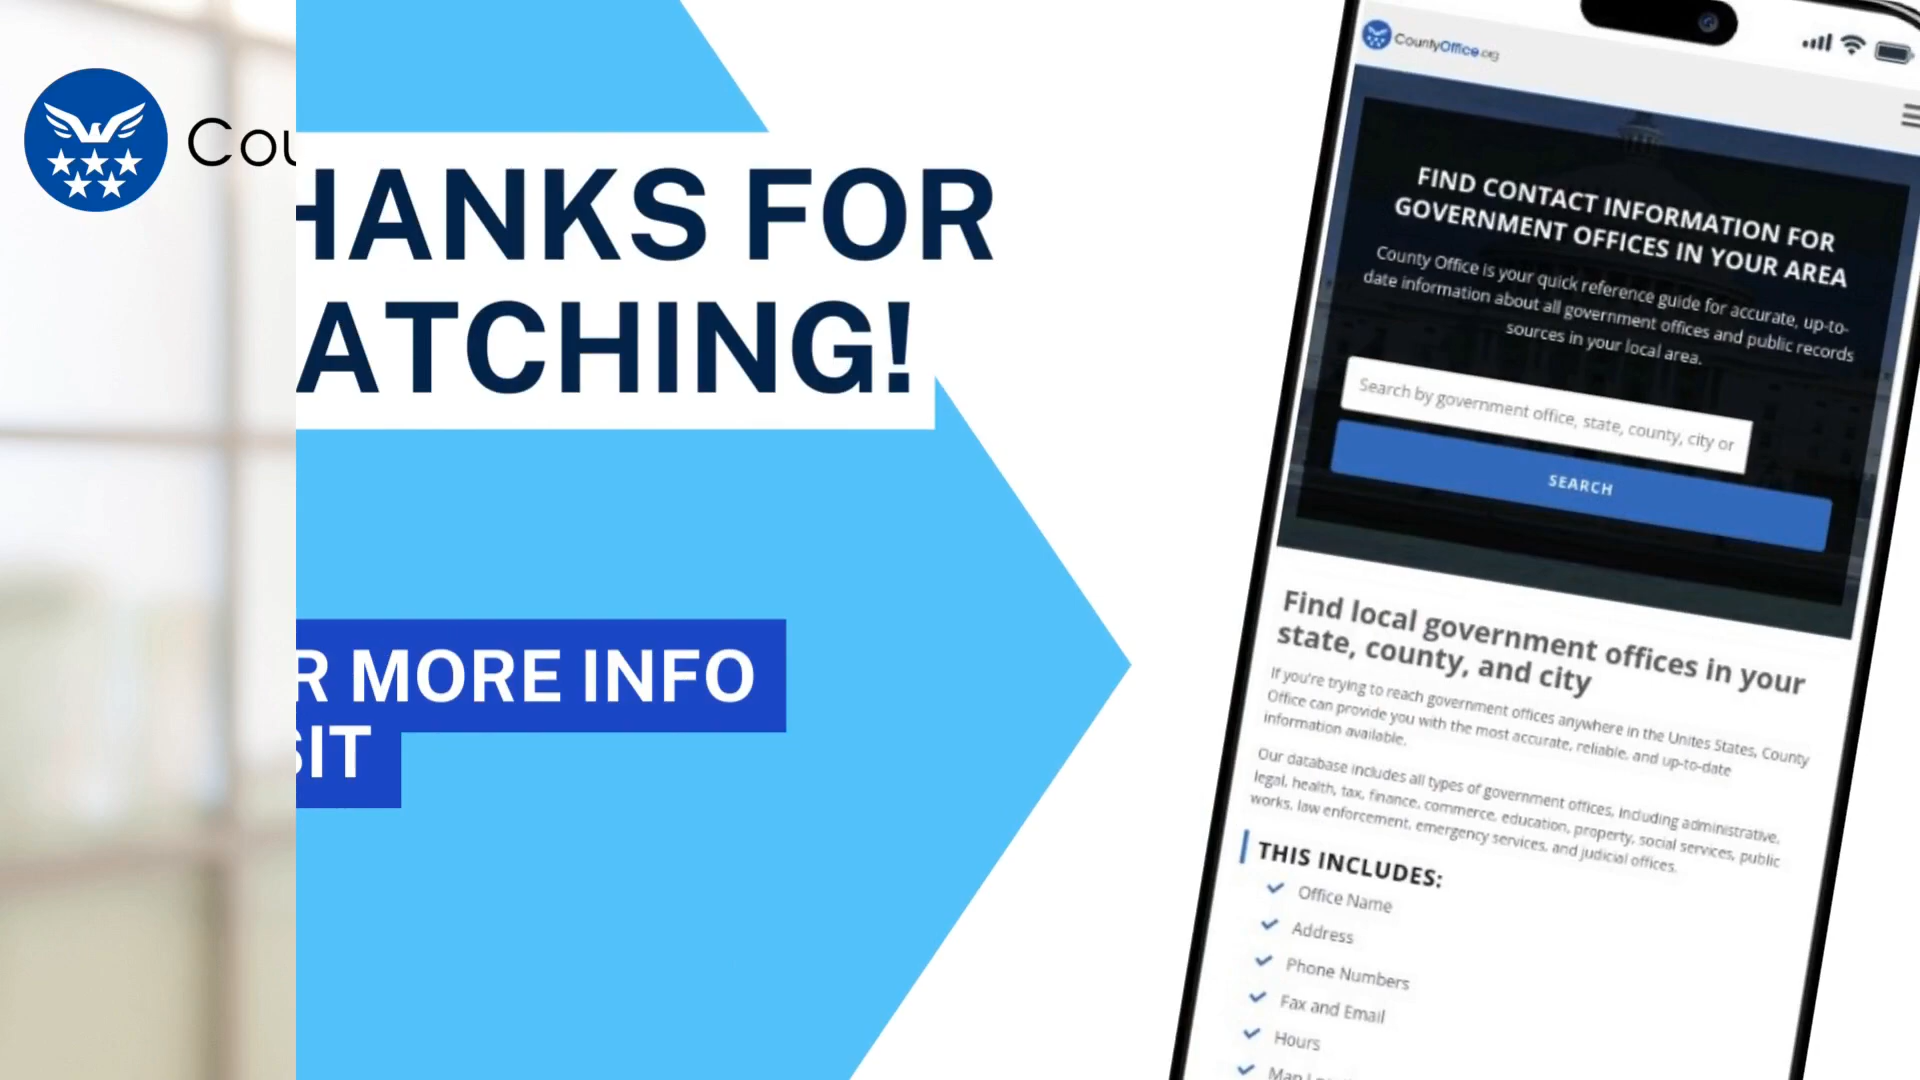 Cou
HANKS FOR
ATCHING!
R MORE INFO
SIT
CountyOffice.org
FIND CONTACT INFORMATION FOR
GOVERNMENT OFFICES IN YOUR AREA
County Office is your quick reference guide for accurate, up-to-
date information about all government offices and public records
sources in your local area.
Search by government office, state, county, city or
SEARCH
Find local government offices in your
state, county, and city
If you're trying to reach government offices anywhere in the Unites States, County
Office can provide you with the most accurate, reliable, and up-to-date
information available.
Our database includes all types of government offices, including administrative,
legal, health, tax, finance, commerce, education, property, social services, public
works, law enforcement, emergency services, and judicial offices.
THIS INCLUDES:
Office Name
Address
Phone Numbers
Fax and Email
Hours
Map